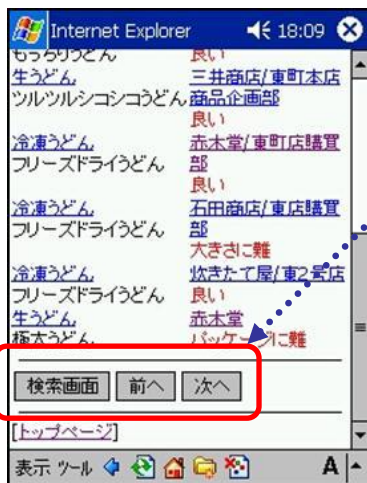 Internet Explorer 18:09
もっちりうどん 良い
生うどん 三井商店/東町本店
ツルツルシコシコうどん 商品企画部
良い
冷凍うどん 赤木堂/東町店購買
フリーズドライうどん 部
良い
冷凍うどん 石田商店/東店購買
フリーズドライうどん 部
大きさに難
冷凍うどん 炊きたて屋/東2号店
フリーズドライうどん 良い
生うどん 赤木堂
極太うどん パッケージに難
検索画面 前へ 次へ
[トップページ]
表示 ツール A